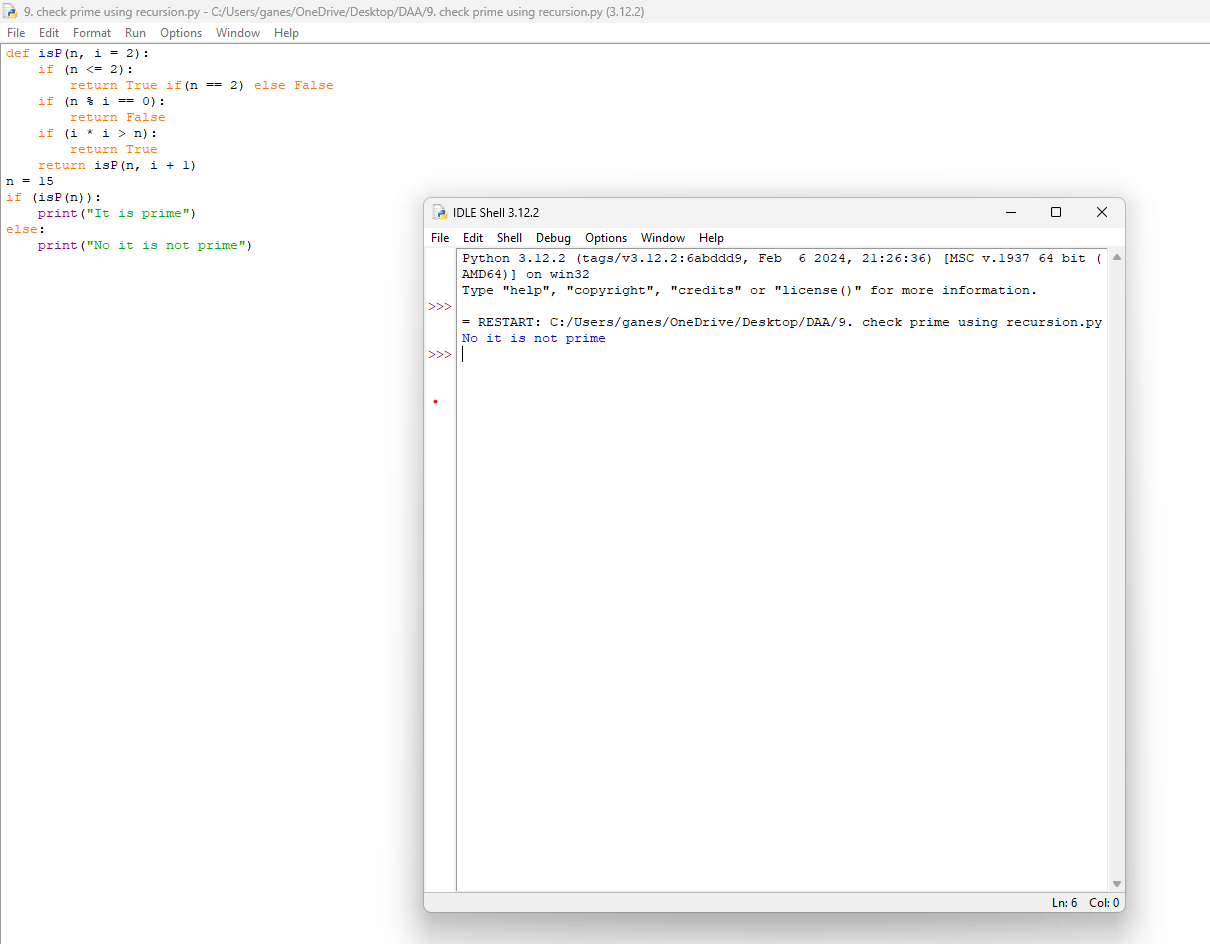 9. check prime using recursion.py - C:/Users/ganes/OneDrive/Desktop/DAA/9. check prime using recursion.py (3.12.2)
File Edit Format Run Options Window Help
def isP(n, i = 2):
    if (n <= 2):
        return True if(n == 2) else False
    if (n % i == 0):
        return False
    if (i * i > n):
        return True
    return isP(n, i + 1)
n = 15
if (isP(n)):
    print("It is prime")
else:
    print("No it is not prime")
IDLE Shell 3.12.2
File Edit Shell Debug Options Window Help
Python 3.12.2 (tags/v3.12.2:6abddd9, Feb  6 2024, 21:26:36) [MSC v.1937 64 bit (
AMD64)] on win32
Type "help", "copyright", "credits" or "license()" for more information.
>>>
= RESTART: C:/Users/ganes/OneDrive/Desktop/DAA/9. check prime using recursion.py
No it is not prime
>>>
Ln: 6 Col: 0